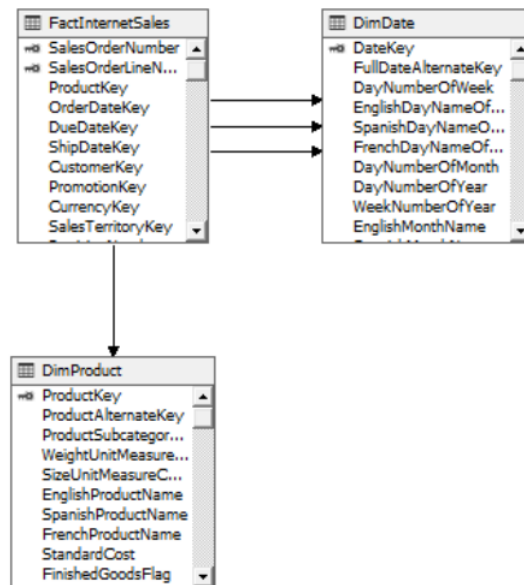 FactInternetSales
SalesOrderNumber
SalesOrderLineN...
ProductKey
OrderDateKey
DueDateKey
ShipDateKey
CustomerKey
PromotionKey
CurrencyKey
SalesTerritoryKey
DimDate
DateKey
FullDateAlternateKey
DayNumberOfWeek
EnglishDayNameOf...
SpanishDayNameO...
FrenchDayNameOf...
DayNumberOfMonth
DayNumberOfYear
WeekNumberOfYear
EnglishMonthName
DimProduct
ProductKey
ProductAlternateKey
ProductSubcategor...
WeightUnitMeasure...
SizeUnitMeasureC...
EnglishProductName
SpanishProductName
FrenchProductName
StandardCost
FinishedGoodsFlag